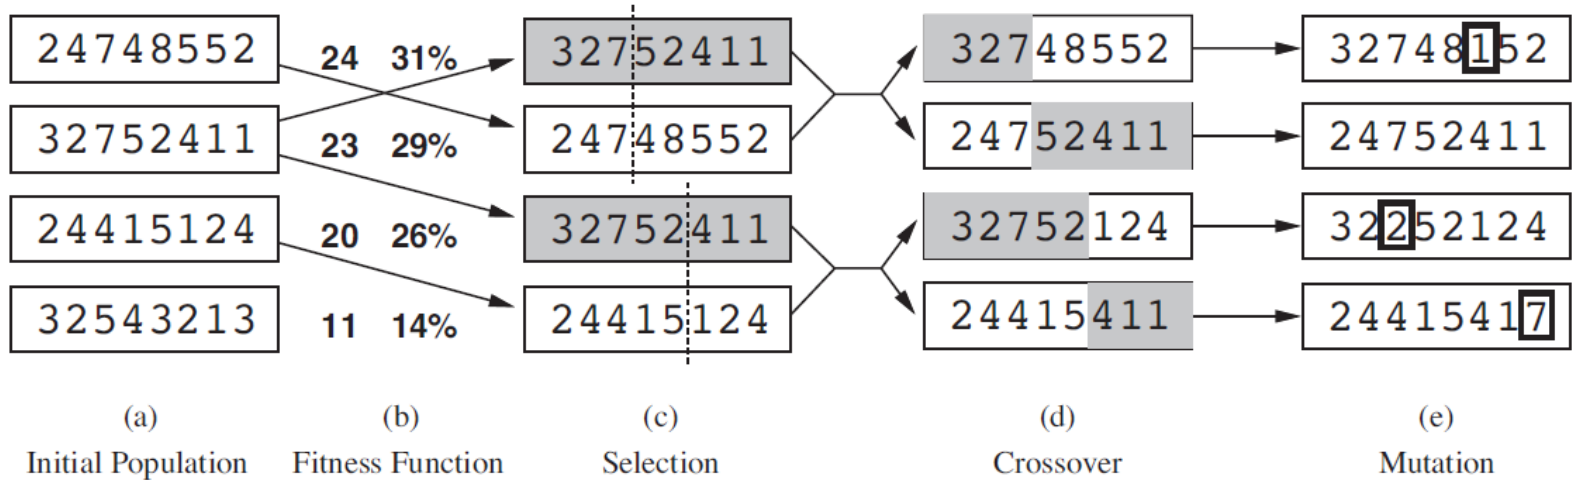 24748552 24 31% 32752411 32748552 32748152
32752411 23 29% 24748552 24752411 24752411
24415124 20 26% 32752411 32752124 32252124
32543213 11 14% 24415124 24415411 24415417
(a) (b) (c) (d) (e)
Initial Population Fitness Function Selection Crossover Mutation